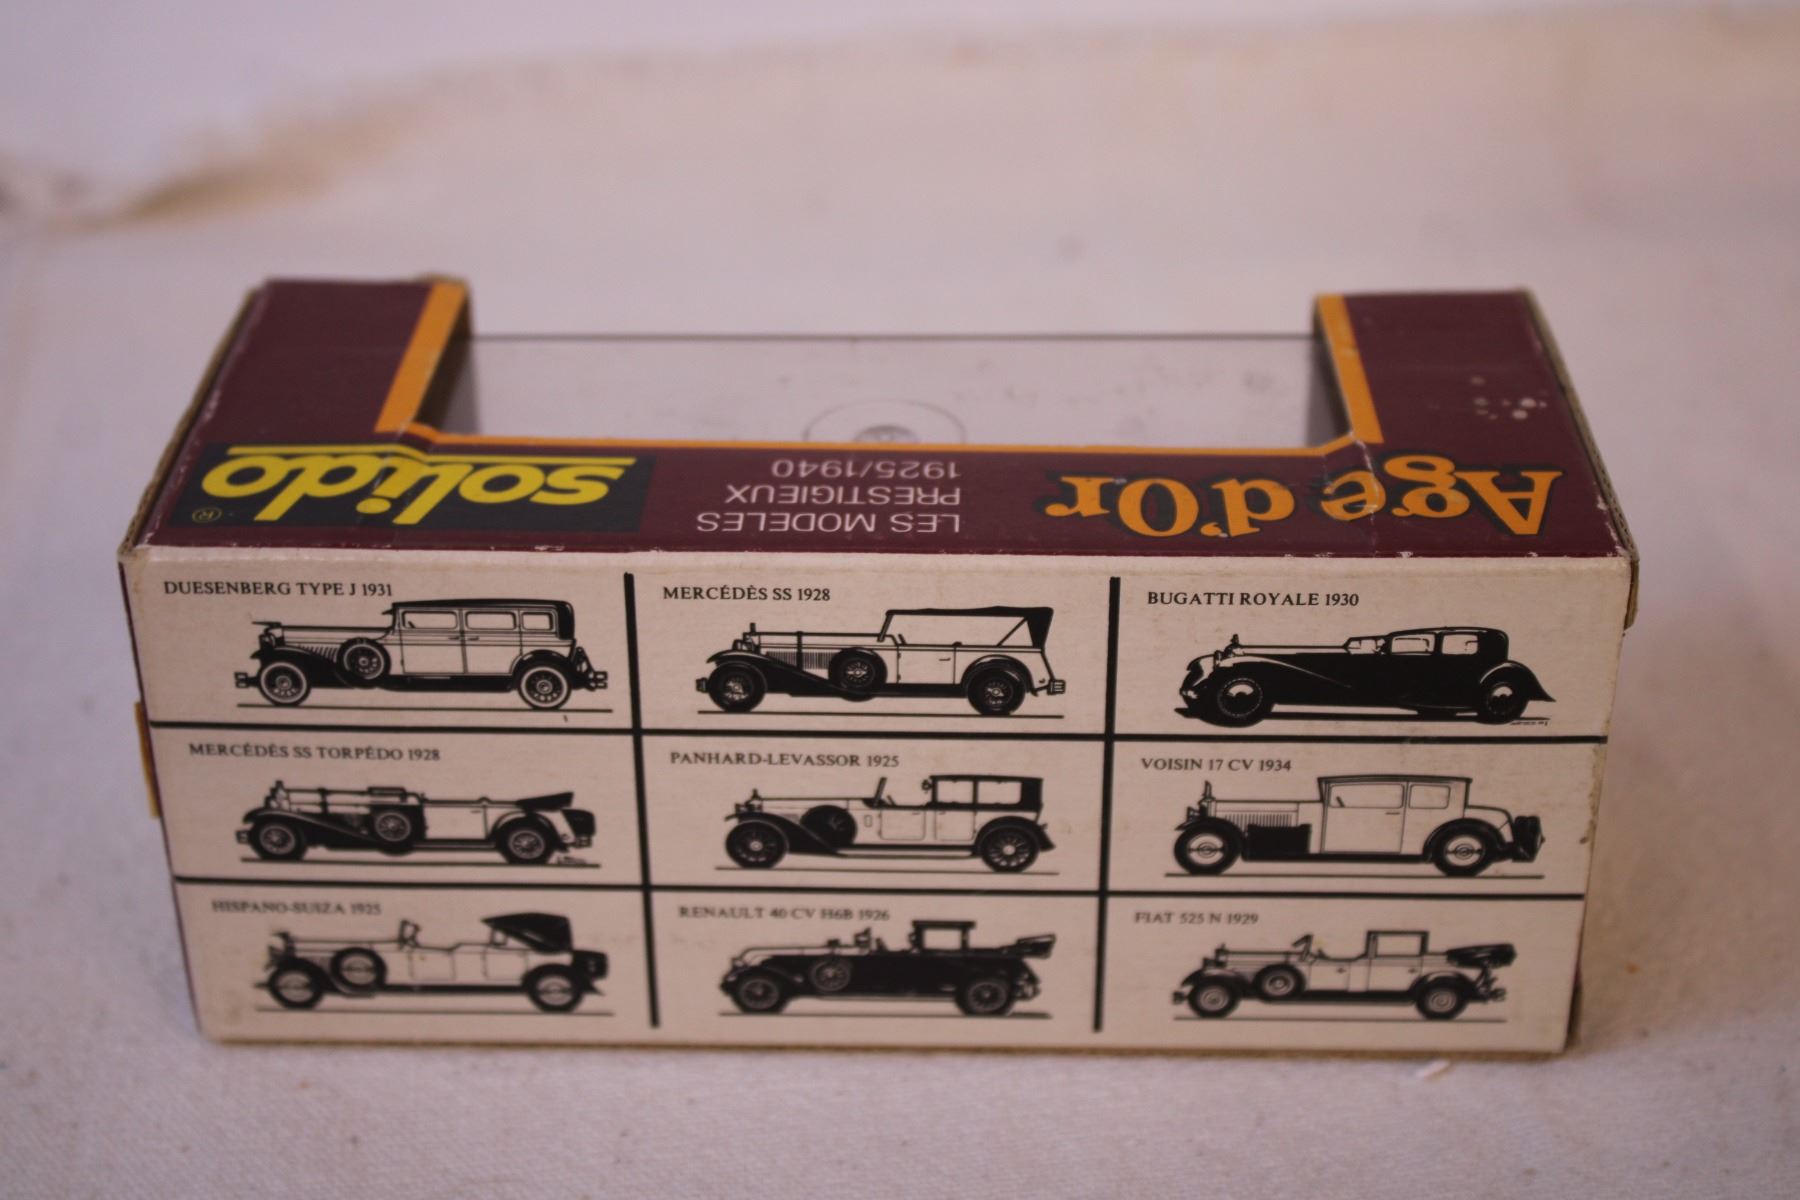 solido
®
LES MODELES
PRESTIGIEUX
1925/1940
Age d'Or
DUESENBERG TYPE J 1931
MERCÉDÈS SS 1928
BUGATTI ROYALE 1930
MERCÉDÈS SS TORPÉDO 1928
PANHARD-LEVASSOR 1925
VOISIN 17 CV 1934
HISPANO-SUIZA 1925
RENAULT 40 CV H6B 1926
FIAT 525 N 1929